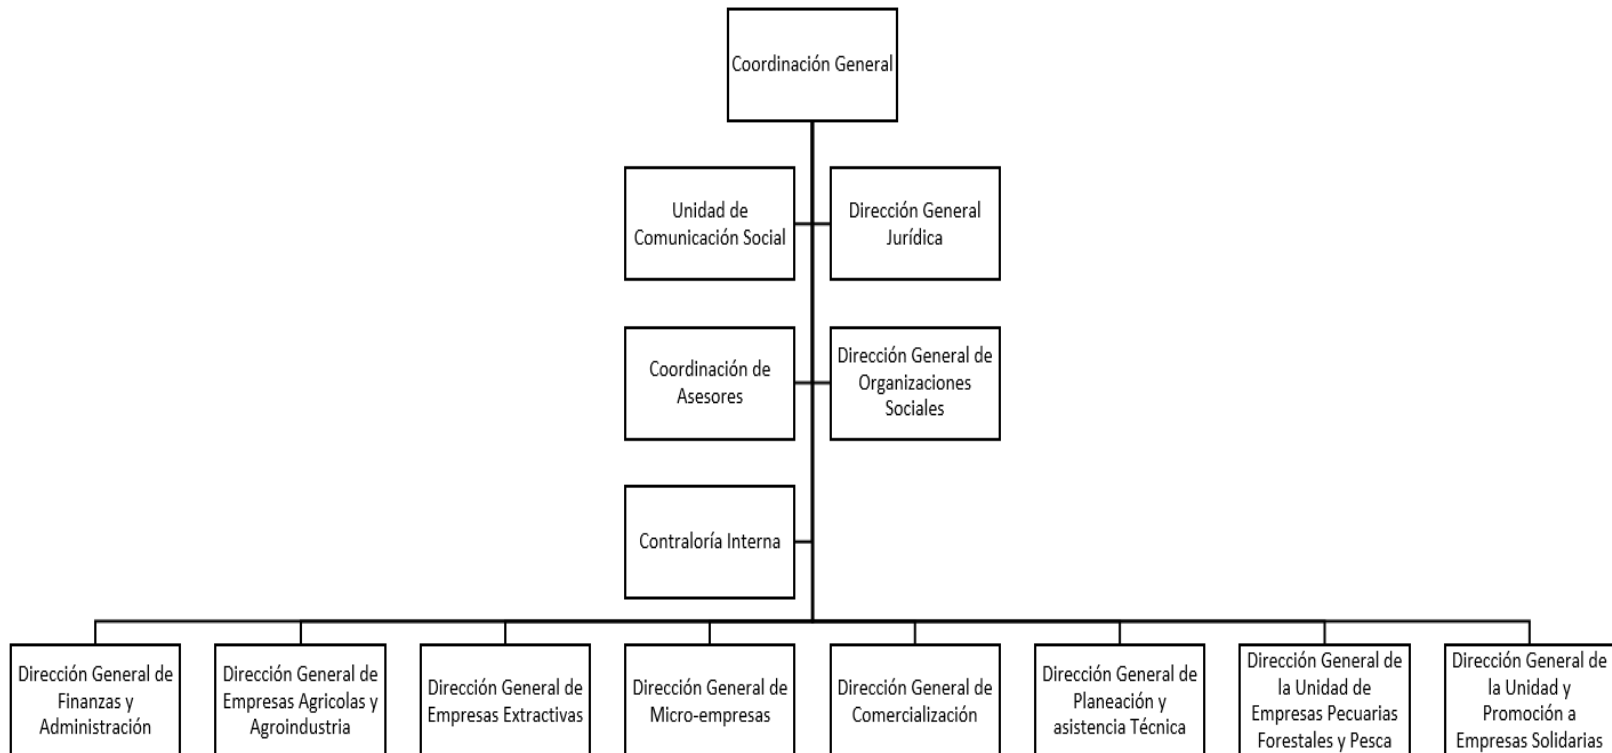 Coordinación General
Unidad de
Comunicación Social
Dirección General
Jurídica
Coordinación de
Asesores
Dirección General de
Organizaciones
Sociales
Contraloría Interna
Dirección General de
Finanzas y
Administración
Dirección General de
Empresas Agricolas y
Agroindustria
Dirección General de
Empresas Extractivas
Dirección General de
Micro-empresas
Dirección General de
Comercialización
Dirección General de
Planeación y
asistencia Técnica
Dirección General de
la Unidad de
Empresas Pecuarias
Forestales y Pesca
Dirección General de
la Unidad y
Promoción a
Empresas Solidarias